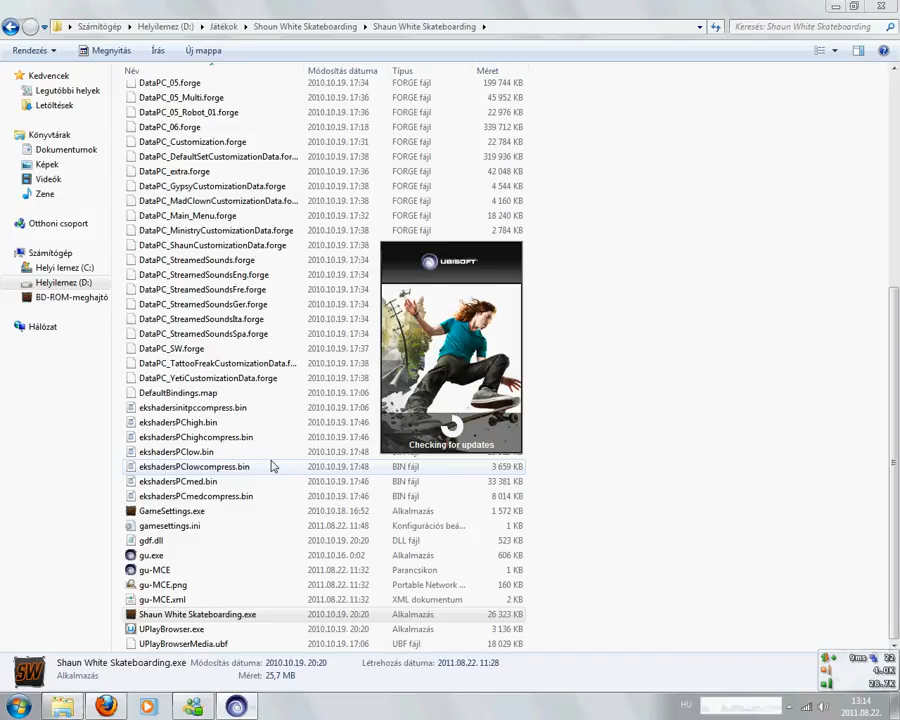 Számítógép ▸ Helyilemez (D:) ▸ Játékok ▸ Shoun White Skateboarding ▸ Shaun White Skateboarding ▸
Keresés: Shaun White Skateboarding
Rendezés Megnyitás Írás Új mappa
Név Módosítás dátuma Típus Méret
Kedvencek
Legutóbbi helyek
Letöltések
Könyvtárak
Dokumentumok
Képek
Videók
Zene
Otthoni csoport
Számítógép
Helyi lemez (C:)
Helyilemez (D:)
BD-ROM-meghajtó
Hálózat
DataPC_05.forge 2010.10.19. 17:34 FORGE fájl 199 744 KB
DataPC_05_Multi.forge 2010.10.19. 17:36 FORGE fájl 45 952 KB
DataPC_05_Robot_01.forge 2010.10.19. 17:36 FORGE fájl 22 976 KB
DataPC_06.forge 2010.10.19. 17:18 FORGE fájl 339 712 KB
DataPC_Customization.forge 2010.10.19. 17:31 FORGE fájl 22 784 KB
DataPC_DefaultSetCustomizationData.for... 2010.10.19. 17:38 FORGE fájl 319 936 KB
DataPC_extra.forge 2010.10.19. 17:36 FORGE fájl 42 048 KB
DataPC_GypsyCustomizationData.forge 2010.10.19. 17:38 FORGE fájl 4 544 KB
DataPC_MadClownCustomizationData.fo... 2010.10.19. 17:38 FORGE fájl 4 160 KB
DataPC_Main_Menu.forge 2010.10.19. 17:32 FORGE fájl 18 240 KB
DataPC_MinistryCustomizationData.forge 2010.10.19. 17:38 FORGE fájl 2 784 KB
DataPC_ShaunCustomizationData.forge 2010.10.19. 17:38
DataPC_StreamedSounds.forge 2010.10.19. 17:34
DataPC_StreamedSoundsEng.forge 2010.10.19. 17:34
DataPC_StreamedSoundsFre.forge 2010.10.19. 17:34
DataPC_StreamedSoundsGer.forge 2010.10.19. 17:34
DataPC_StreamedSoundsIta.forge 2010.10.19. 17:34
DataPC_StreamedSoundsSpa.forge 2010.10.19. 17:34
DataPC_SW.forge 2010.10.19. 17:37
DataPC_TattooFreakCustomizationData.f... 2010.10.19. 17:38
DataPC_YetiCustomizationData.forge 2010.10.19. 17:38
DefaultBindings.map 2010.10.19. 17:06
ekshadersinitpccompress.bin 2010.10.19. 17:46
ekshadersPChigh.bin 2010.10.19. 17:46
ekshadersPChighcompress.bin 2010.10.19. 17:46
ekshadersPClow.bin 2010.10.19. 17:48
ekshadersPClowcompress.bin 2010.10.19. 17:48 BIN fájl 3 659 KB
ekshadersPCmed.bin 2010.10.19. 17:46 BIN fájl 33 381 KB
ekshadersPCmedcompress.bin 2010.10.19. 17:46 BIN fájl 8 014 KB
GameSettings.exe 2010.10.18. 16:52 Alkalmazás 1 572 KB
gamesettings.ini 2011.08.22. 11:48 Konfigurációs beá... 1 KB
gdf.dll 2010.10.19. 20:20 DLL fájl 523 KB
gu.exe 2010.10.16. 0:02 Alkalmazás 606 KB
gu-MCE 2011.08.22. 11:32 Parancsikon 1 KB
gu-MCE.png 2011.08.22. 11:32 Portable Network ... 160 KB
gu-MCE.xml 2011.08.22. 11:32 XML dokumentum 1 KB
Shaun White Skateboarding.exe 2010.10.19. 20:20 Alkalmazás 26 323 KB
UPlayBrowser.exe 2010.10.19. 20:20 Alkalmazás 3 136 KB
UPlayBrowserMedia.ubf 2010.10.19. 17:06 UBF fájl 18 029 KB
UBISOFT
Checking for updates
Shaun White Skateboarding.exe Módosítás dátuma: 2010.10.19. 20:20 Létrehozás dátuma: 2011.08.22. 11:28
Alkalmazás Méret: 25,7 MB
SW
9ms 22
4.0K
28.7K
HU
13:14
2011.08.22.